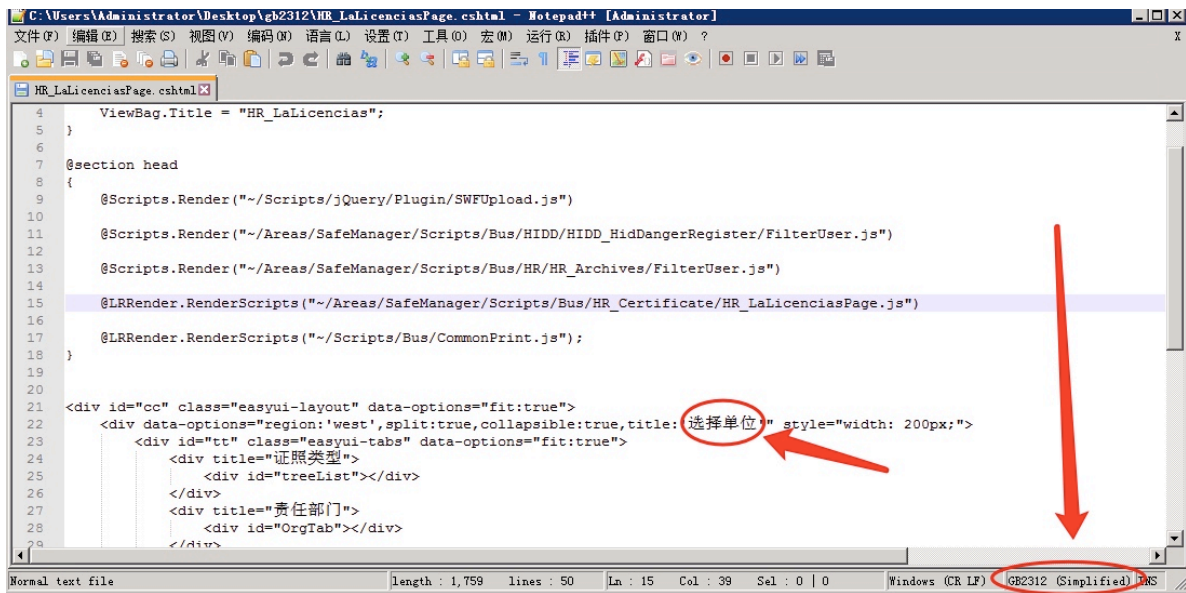 C:\Users\Administrator\Desktop\gb2312\HR_LaLicenciasPage.cshtml - Notepad++ [Administrator]
文件(F) 编辑(E) 搜索(S) 视图(V) 编码(N) 语言(L) 设置(T) 工具(O) 宏(M) 运行(R) 插件(P) 窗口(W) ? X
HR_LaLicenciasPage.cshtml
4 ViewBag.Title = "HR_LaLicencias";
5 }
6
7 @section head
8 {
9 @Scripts.Render("~/Scripts/jQuery/Plugin/SWFUpload.js")
10
11 @Scripts.Render("~/Areas/SafeManager/Scripts/Bus/HIDD/HIDD_HidDangerRegister/FilterUser.js")
12
13 @Scripts.Render("~/Areas/SafeManager/Scripts/Bus/HR/HR_Archives/FilterUser.js")
14
15 @LRRender.RenderScripts("~/Areas/SafeManager/Scripts/Bus/HR_Certificate/HR_LaLicenciasPage.js")
16
17 @LRRender.RenderScripts("~/Scripts/Bus/CommonPrint.js");
18 }
19
20
21 <div id="cc" class="easyui-layout" data-options="fit:true">
22 <div data-options="region:'west',split:true,collapsible:true,title:'选择单位'" style="width: 200px;">
23 <div id="tt" class="easyui-tabs" data-options="fit:true">
24 <div title="证照类型">
25 <div id="treeList"></div>
26 </div>
27 <div title="责任部门">
28 <div id="OrgTab"></div>
29 </div>
Normal text file length : 1,759 lines : 50 Ln : 15 Col : 39 Sel : 0 | 0 Windows (CR LF) GB2312 (Simplified) INS